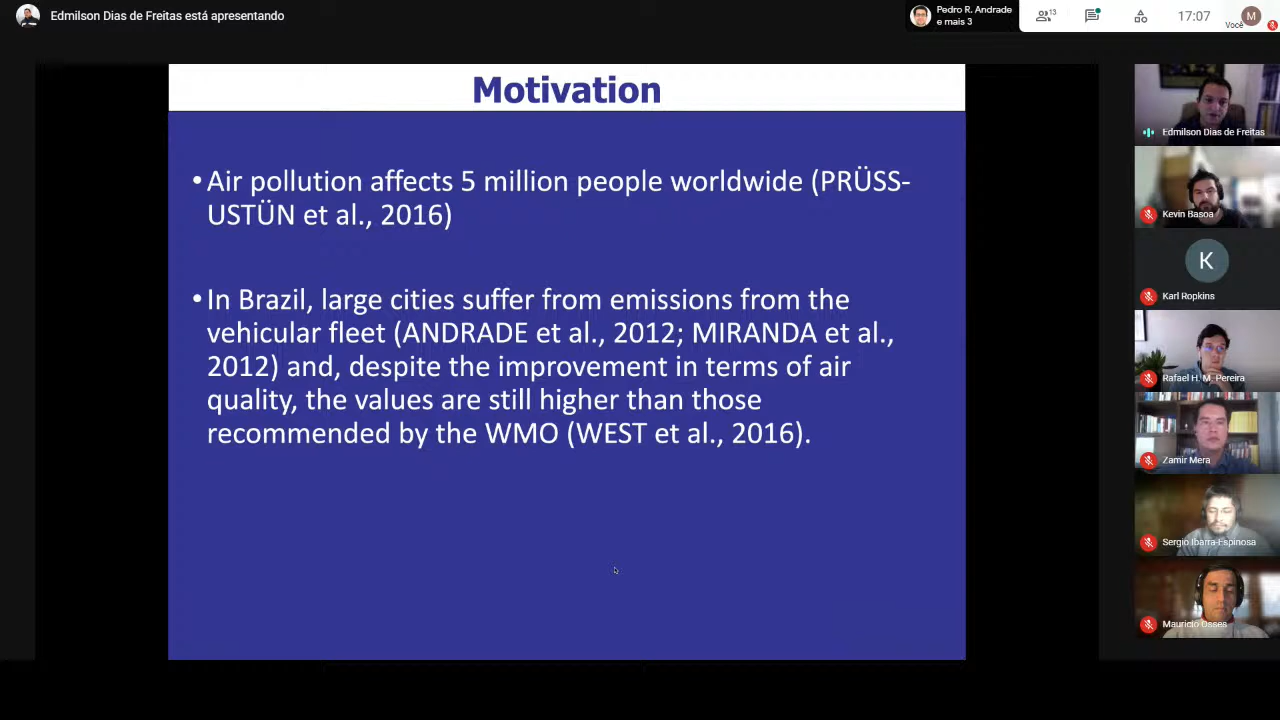 Edmilson Dias de Freitas está apresentando
Pedro R. Andrade
e mais 3
13
17:07
Você
M
Motivation
• Air pollution affects 5 million people worldwide (PRÜSS-
USTÜN et al., 2016)
• In Brazil, large cities suffer from emissions from the
vehicular fleet (ANDRADE et al., 2012; MIRANDA et al.,
2012) and, despite the improvement in terms of air
quality, the values are still higher than those
recommended by the WMO (WEST et al., 2016).
Edmilson Dias de Freitas
Kevin Basoa
K
Karl Ropkins
Rafael H. M. Pereira
Zamir Mera
Sergio Ibarra-Espinosa
Mauricio Osses